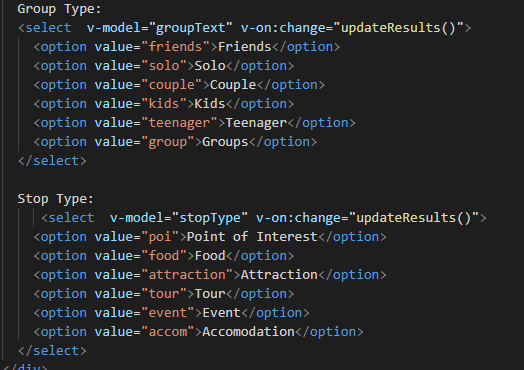 Group Type:
<select  v-model="groupText" v-on:change="updateResults()">
<option value="friends">Friends</option>
<option value="solo">Solo</option>
<option value="couple">Couple</option>
<option value="kids">Kids</option>
<option value="teenager">Teenager</option>
<option value="group">Groups</option>
</select>
Stop Type:
<select  v-model="stopType" v-on:change="updateResults()">
<option value="poi">Point of Interest</option>
<option value="food">Food</option>
<option value="attraction">Attraction</option>
<option value="tour">Tour</option>
<option value="event">Event</option>
<option value="accom">Accomodation</option>
</select>
</div>